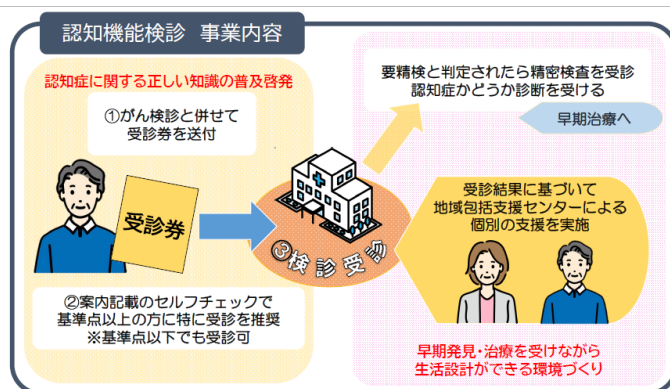 認知機能検診 事業内容
認知症に関する正しい知識の普及啓発
①がん検診と併せて
受診券を送付
受診券
②案内記載のセルフチェックで
基準点以上の方に特に受診を推奨
※基準点以下でも受診可
③検診受診
要精検と判定されたら精密検査を受診
認知症かどうか診断を受ける
早期治療へ
受診結果に基づいて
地域包括支援センターによる
個別の支援を実施
早期発見・治療を受けながら
生活設計ができる環境づくり